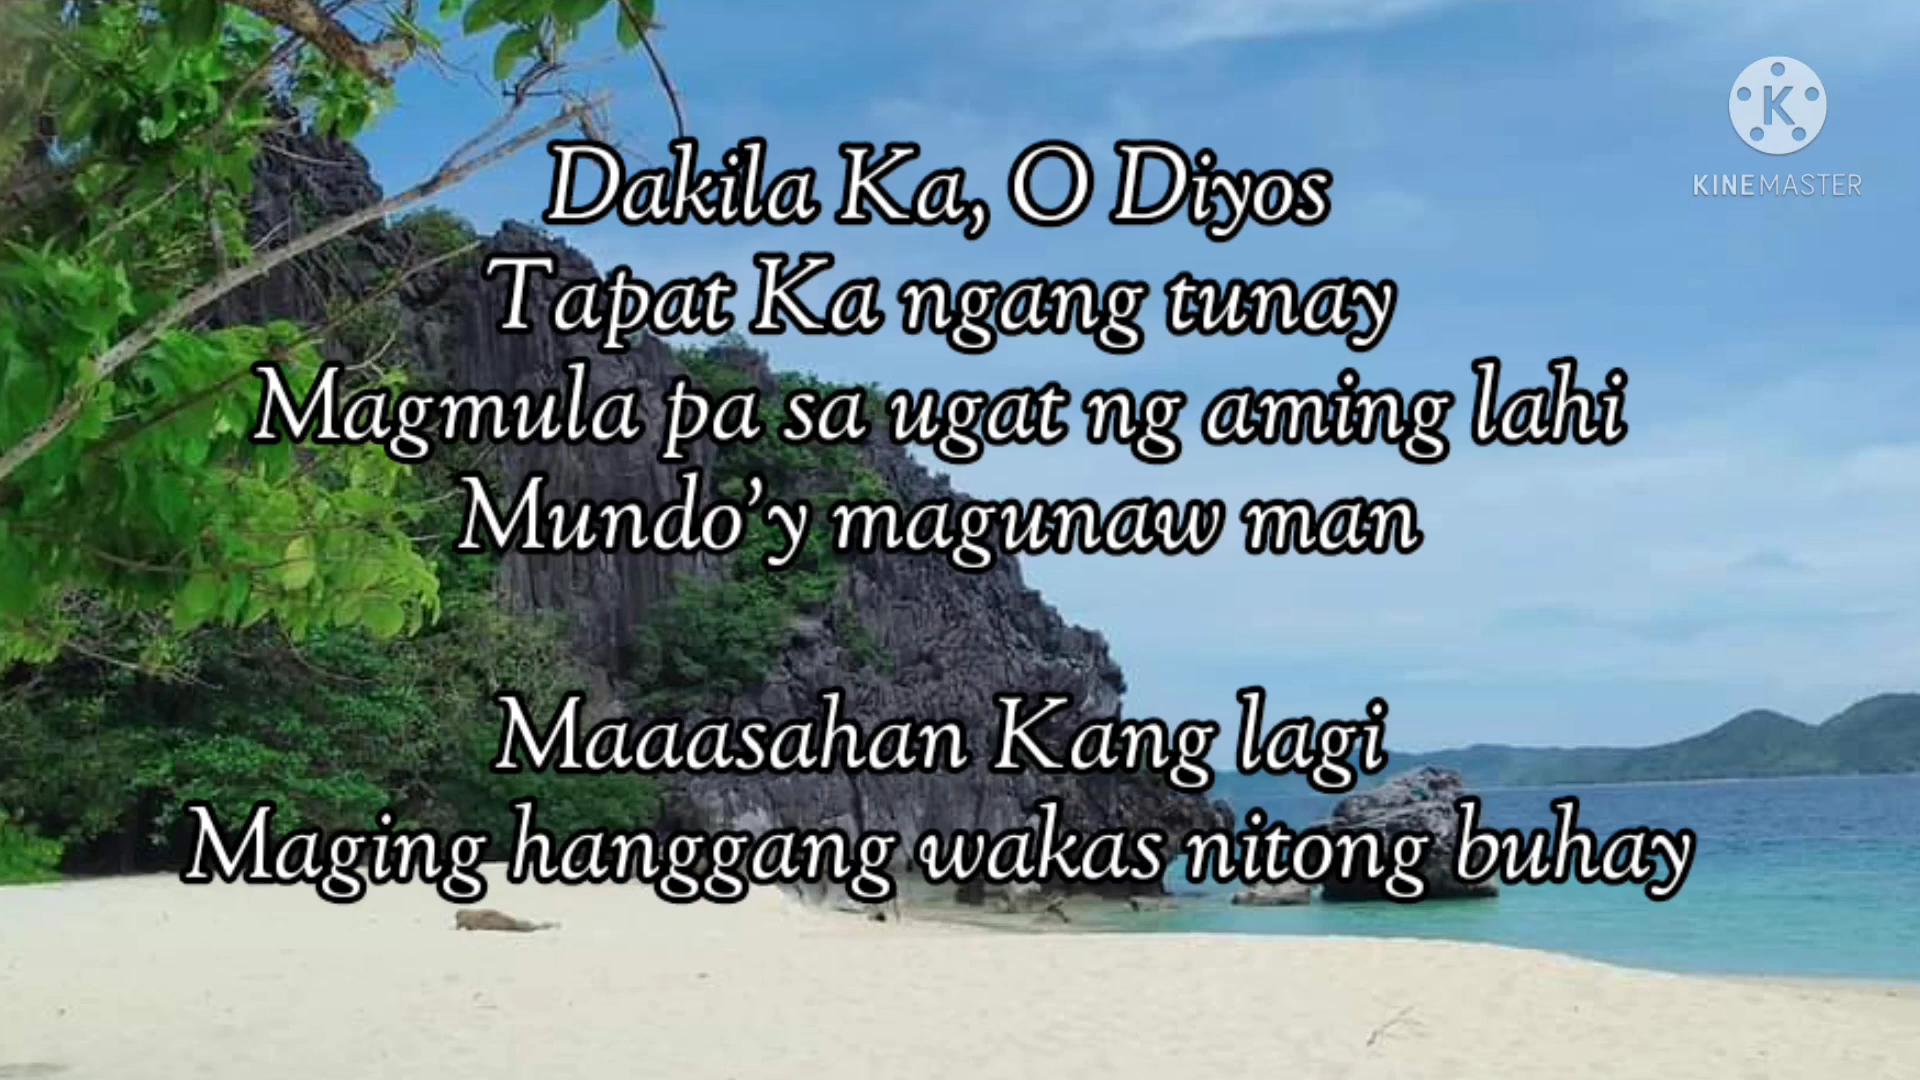 KINEMASTER
Dakila Ka, O Diyos
Tapat Ka ngang tunay
Magmula pa sa ugat ng aming lahi
Mundo’y magunaw man
Maaasahan Kang lagi
Maging hanggang wakas nitong buhay